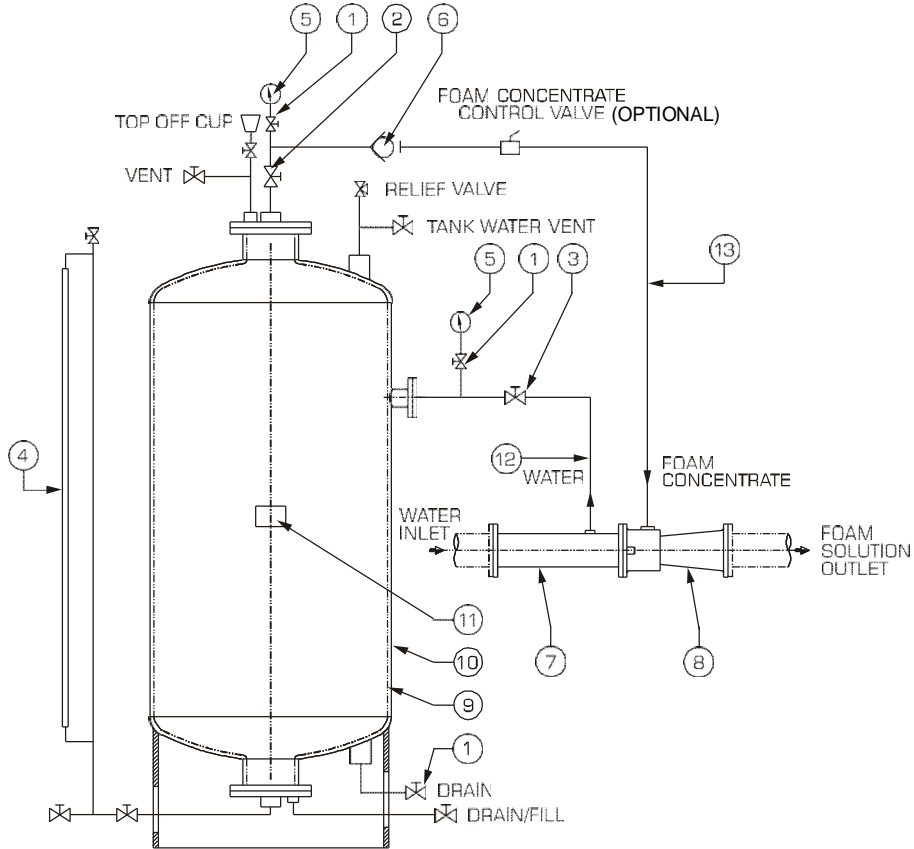 5
1
2
6
FOAM CONCENTRATE
CONTROL VALVE (OPTIONAL)
TOP OFF CUP
VENT
RELIEF VALVE
TANK WATER VENT
5
1
3
13
4
12
WATER
FOAM
CONCENTRATE
WATER
INLET
FOAM
SOLUTION
OUTLET
11
10
7
8
9
1
DRAIN
DRAIN/FILL